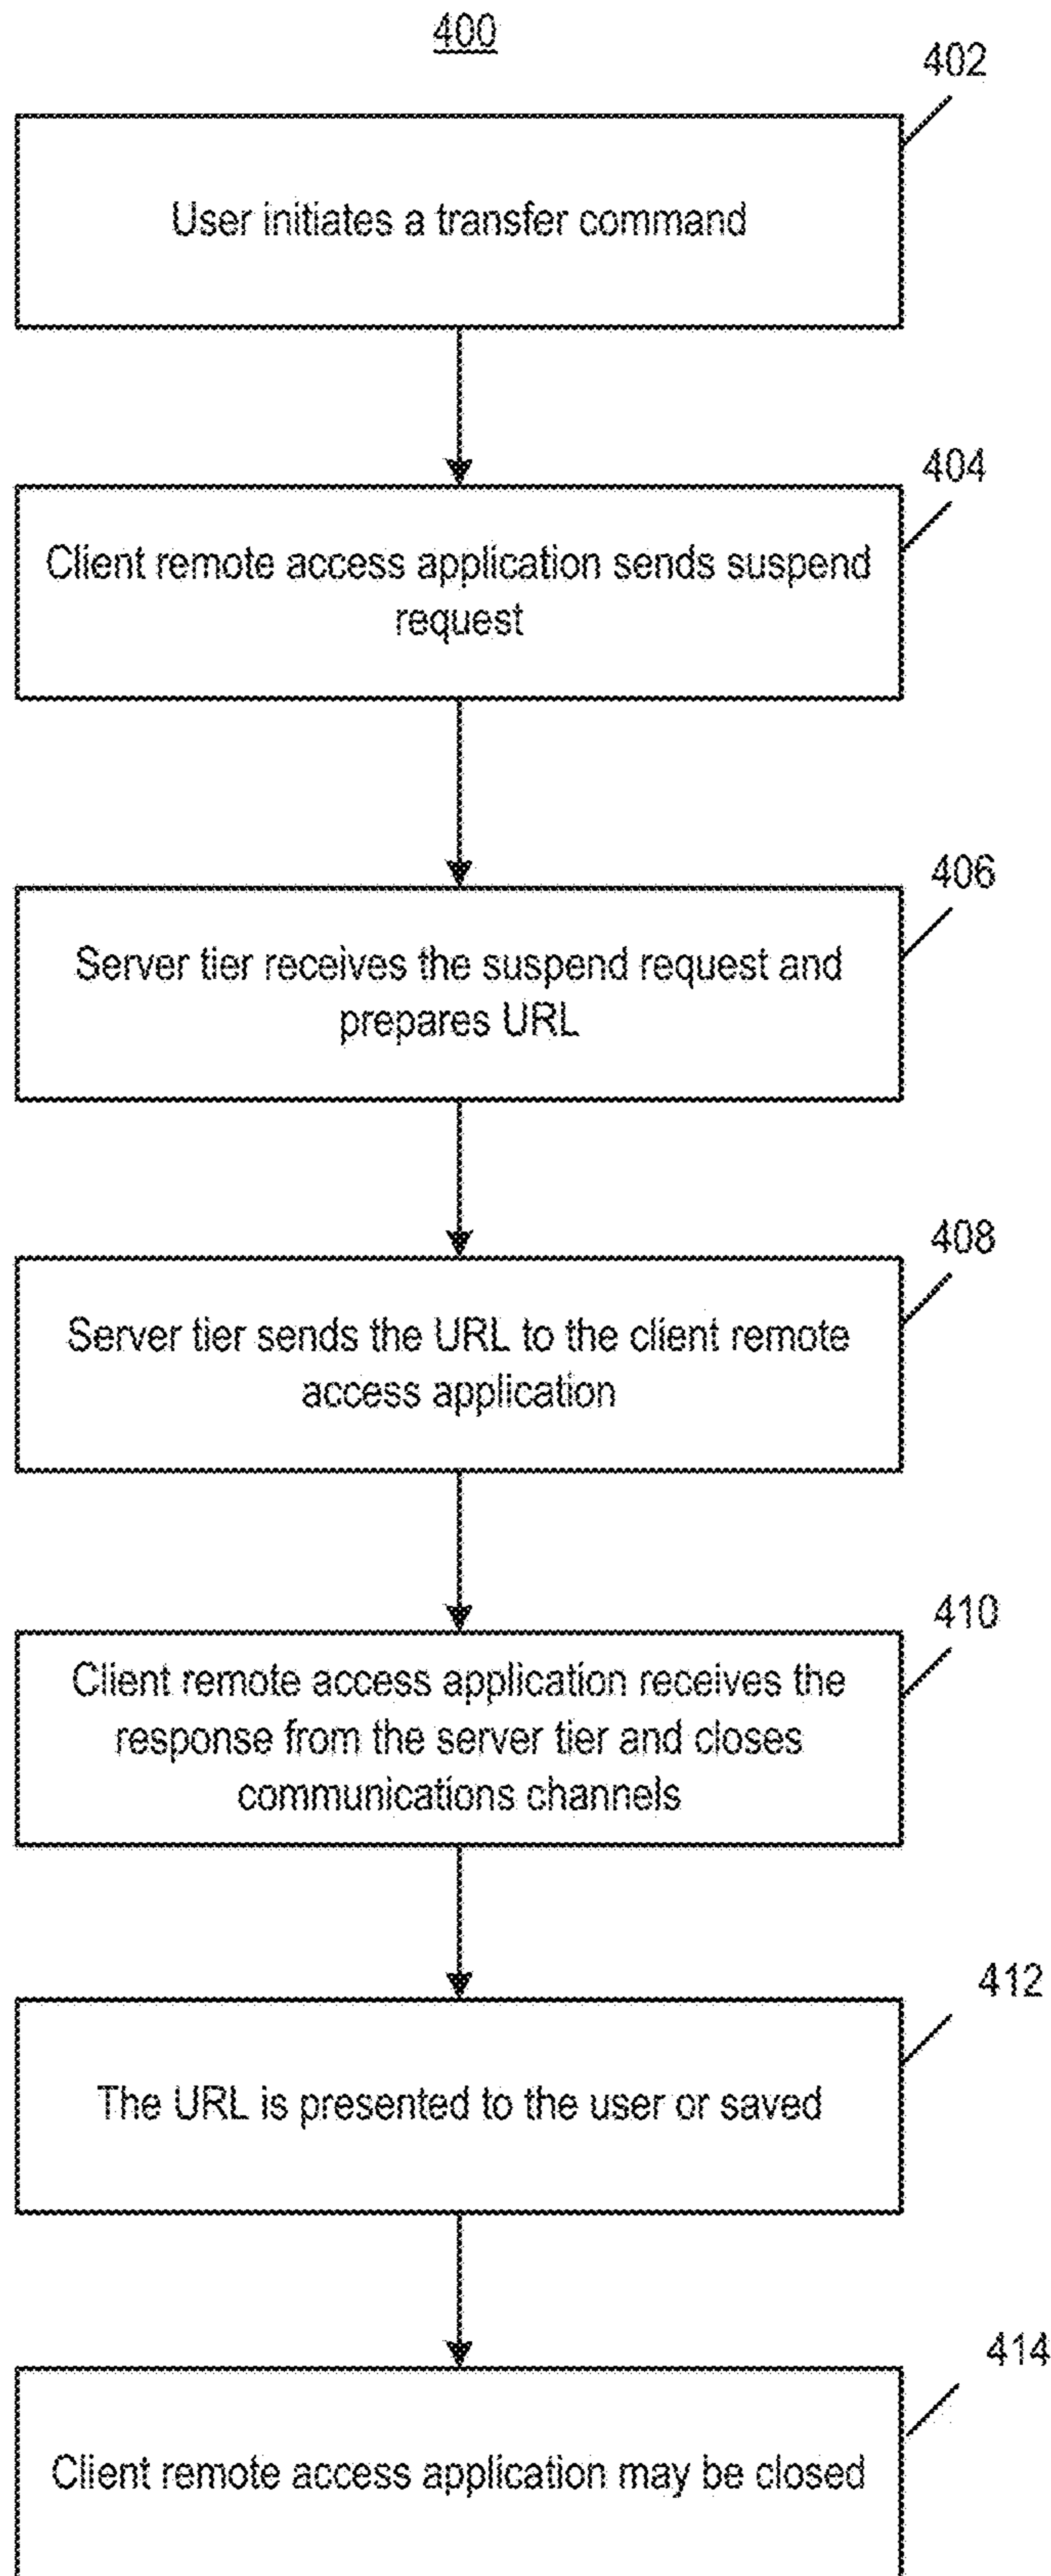 400
402
User initiates a transfer command
404
Client remote access application sends suspend
request
406
Server tier receives the suspend request and
prepares URL
408
Server tier sends the URL to the client remote
access application
410
Client remote access application receives the
response from the server tier and closes
communications channels
412
The URL is presented to the user or saved
414
Client remote access application may be closed